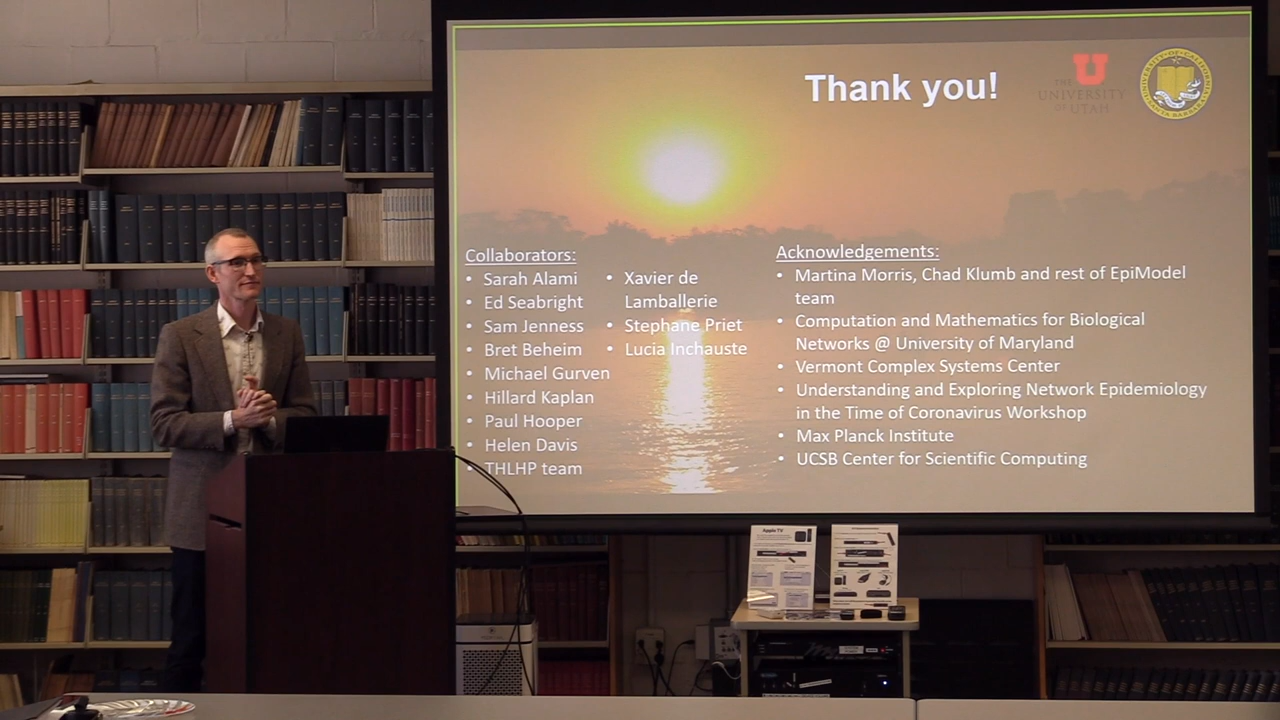 Thank you!
THE
UNIVERSITY
OF UTAH
Collaborators:
• Sarah Alami
• Ed Seabright
• Sam Jenness
• Bret Beheim
• Michael Gurven
• Hillard Kaplan
• Paul Hooper
• Helen Davis
• THLHP team
• Xavier de
Lamballerie
• Stephane Priet
• Lucia Inchauste
Acknowledgements:
• Martina Morris, Chad Klumb and rest of EpiModel
team
• Computation and Mathematics for Biological
Networks @ University of Maryland
• Vermont Complex Systems Center
• Understanding and Exploring Network Epidemiology
in the Time of Coronavirus Workshop
• Max Planck Institute
• UCSB Center for Scientific Computing
Apple TV